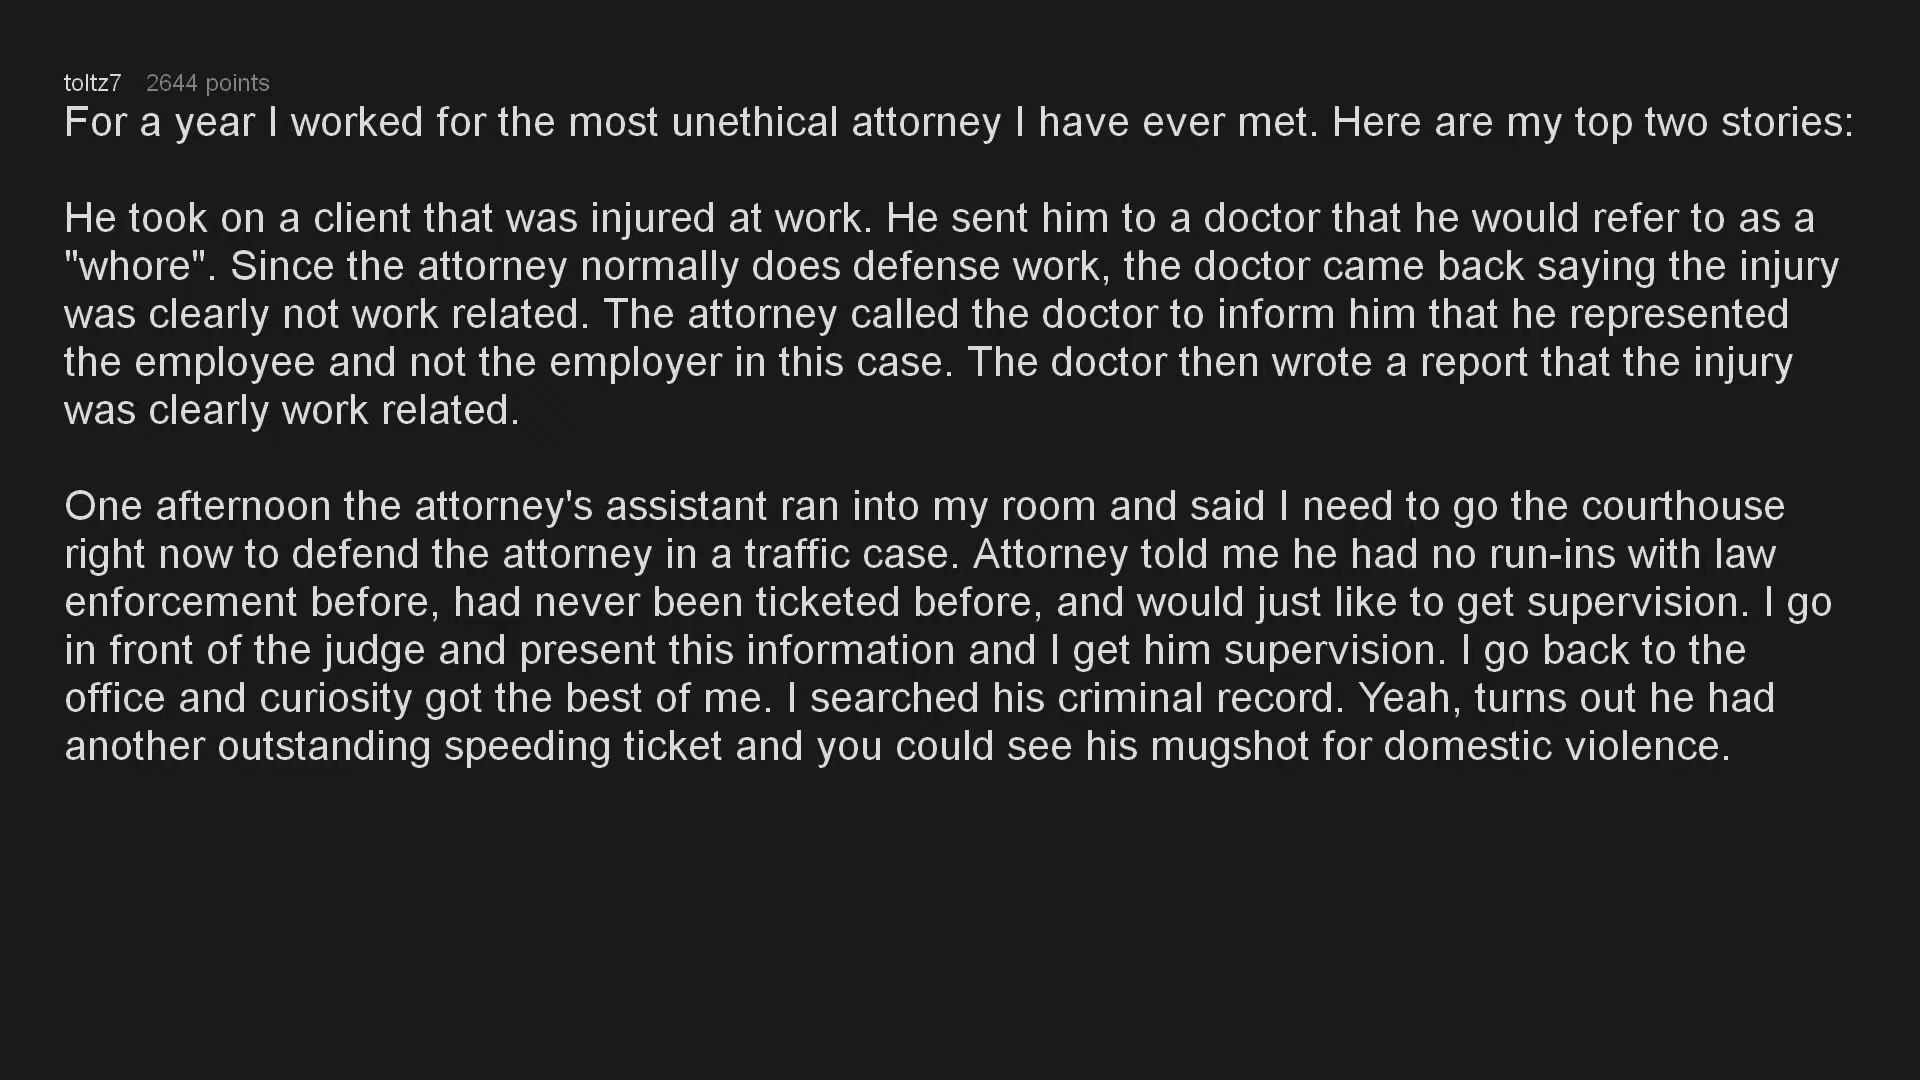 toltz7 2644 points
For a year I worked for the most unethical attorney I have ever met. Here are my top two stories:
He took on a client that was injured at work. He sent him to a doctor that he would refer to as a
"whore". Since the attorney normally does defense work, the doctor came back saying the injury
was clearly not work related. The attorney called the doctor to inform him that he represented
the employee and not the employer in this case. The doctor then wrote a report that the injury
was clearly work related.
One afternoon the attorney's assistant ran into my room and said I need to go the courthouse
right now to defend the attorney in a traffic case. Attorney told me he had no run-ins with law
enforcement before, had never been ticketed before, and would just like to get supervision. I go
in front of the judge and present this information and I get him supervision. I go back to the
office and curiosity got the best of me. I searched his criminal record. Yeah, turns out he had
another outstanding speeding ticket and you could see his mugshot for domestic violence.